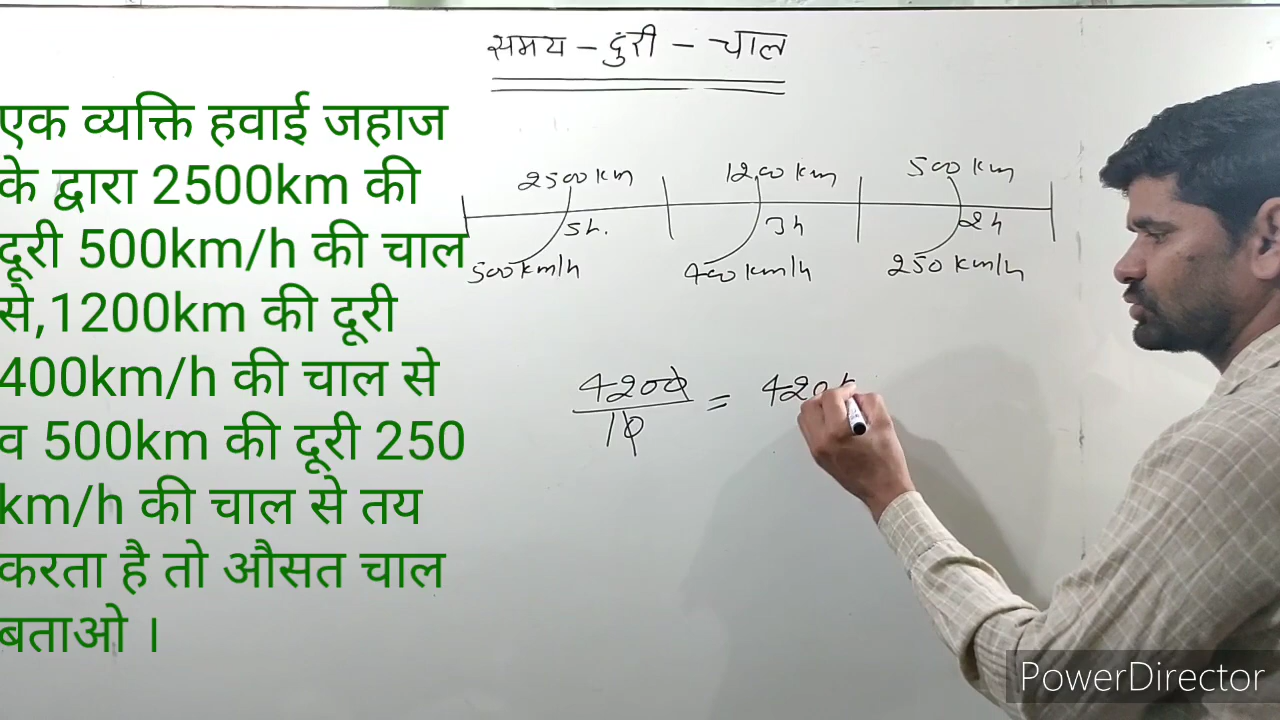 समय - दुरी - चाल
एक व्यक्ति हवाई जहाज
के द्वारा 2500km की
दूरी 500km/h की चाल
से,1200km की दूरी
400km/h की चाल से
व 500km की दूरी 250
km/h की चाल से तय
करता है तो औसत चाल
बताओ ।
2500 km 1200 km 500 km
5h. 3h 2h
500 km/h 400 km/h 250 km/h
4200
10
= 420
PowerDirector